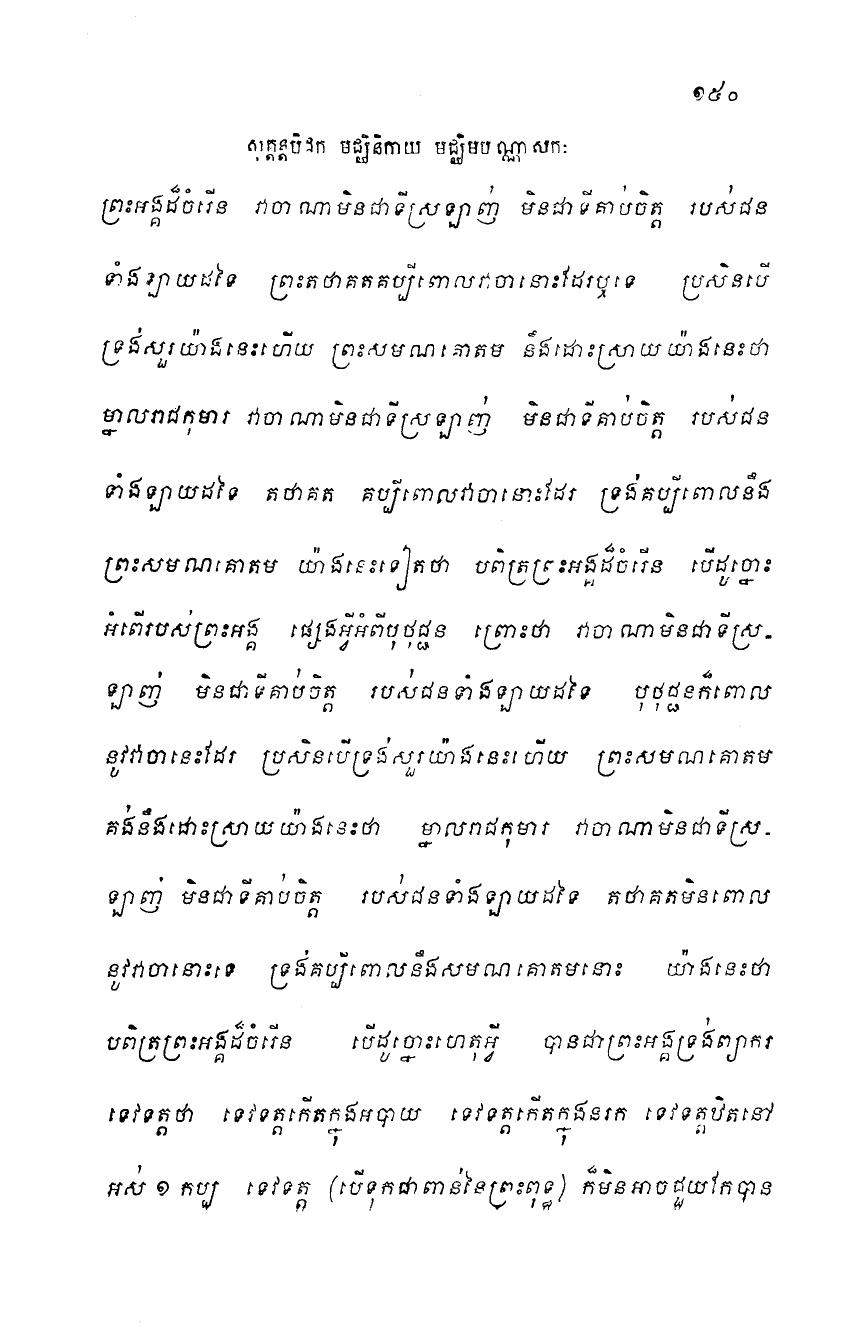 ១៥០
សុត្តន្តបិដក មជ្ឈិមនិកាយ មជ្ឈិមបណ្ណាសកៈ
ព្រះអង្គដ៏ចំរើន វាចាណាមិនជាទីស្រឡាញ់ មិនជាទីគាប់ចិត្ត របស់ជន
ទាំងឡាយដទៃ ព្រះតថាគតគប្បីពោលវាចានោះដែរឬទេ ប្រសិនបើ
ទ្រង់សួរយ៉ាងនេះហើយ ព្រះសមណគោតម នឹងដោះស្រាយយ៉ាងនេះថា
ម្នាលរាជកុមារ វាចាណាមិនជាទីស្រឡាញ់ មិនជាទីគាប់ចិត្ត របស់ជន
ទាំងឡាយដទៃ តថាគត គប្បីពោលវាចានោះដែរ ទ្រង់គប្បីពោលនឹង
ព្រះសមណគោតម យ៉ាងនេះទៀតថា បពិត្រព្រះអង្គដ៏ចំរើន បើដូច្នោះ
អំពើរបស់ព្រះអង្គ ផ្សេងអ្វីអំពីបុថុជ្ជន ព្រោះថា វាចាណាមិនជាទីស្រ-
ឡាញ់ មិនជាទីគាប់ចិត្ត របស់ជនទាំងឡាយដទៃ បុថុជ្ជនក៏ពោល
នូវវាចានេះដែរ ប្រសិនបើទ្រង់សួរយ៉ាងនេះហើយ ព្រះសមណគោតម
គង់នឹងដោះស្រាយយ៉ាងនេះថា ម្នាលរាជកុមារ វាចាណាមិនជាទីស្រ-
ឡាញ់ មិនជាទីគាប់ចិត្ត របស់ជនទាំងឡាយដទៃ តថាគតមិនពោល
នូវវាចានោះទេ ទ្រង់គប្បីពោលនឹងសមណគោតមនោះ យ៉ាងនេះថា
បពិត្រព្រះអង្គដ៏ចំរើន បើដូច្នោះហេតុអ្វី បានជាព្រះអង្គទ្រង់ព្យាករ
ទេវទត្តថា ទេវទត្តកើតក្នុងអបាយ ទេវទត្តកើតក្នុងនរក ទេវទត្តឋិតនៅ
អស់ ១ កប្ប ទេវទត្ត (បើទុកជាពាន់នៃព្រះពុទ្ធ) ក៏មិនអាចជួយកែបាន